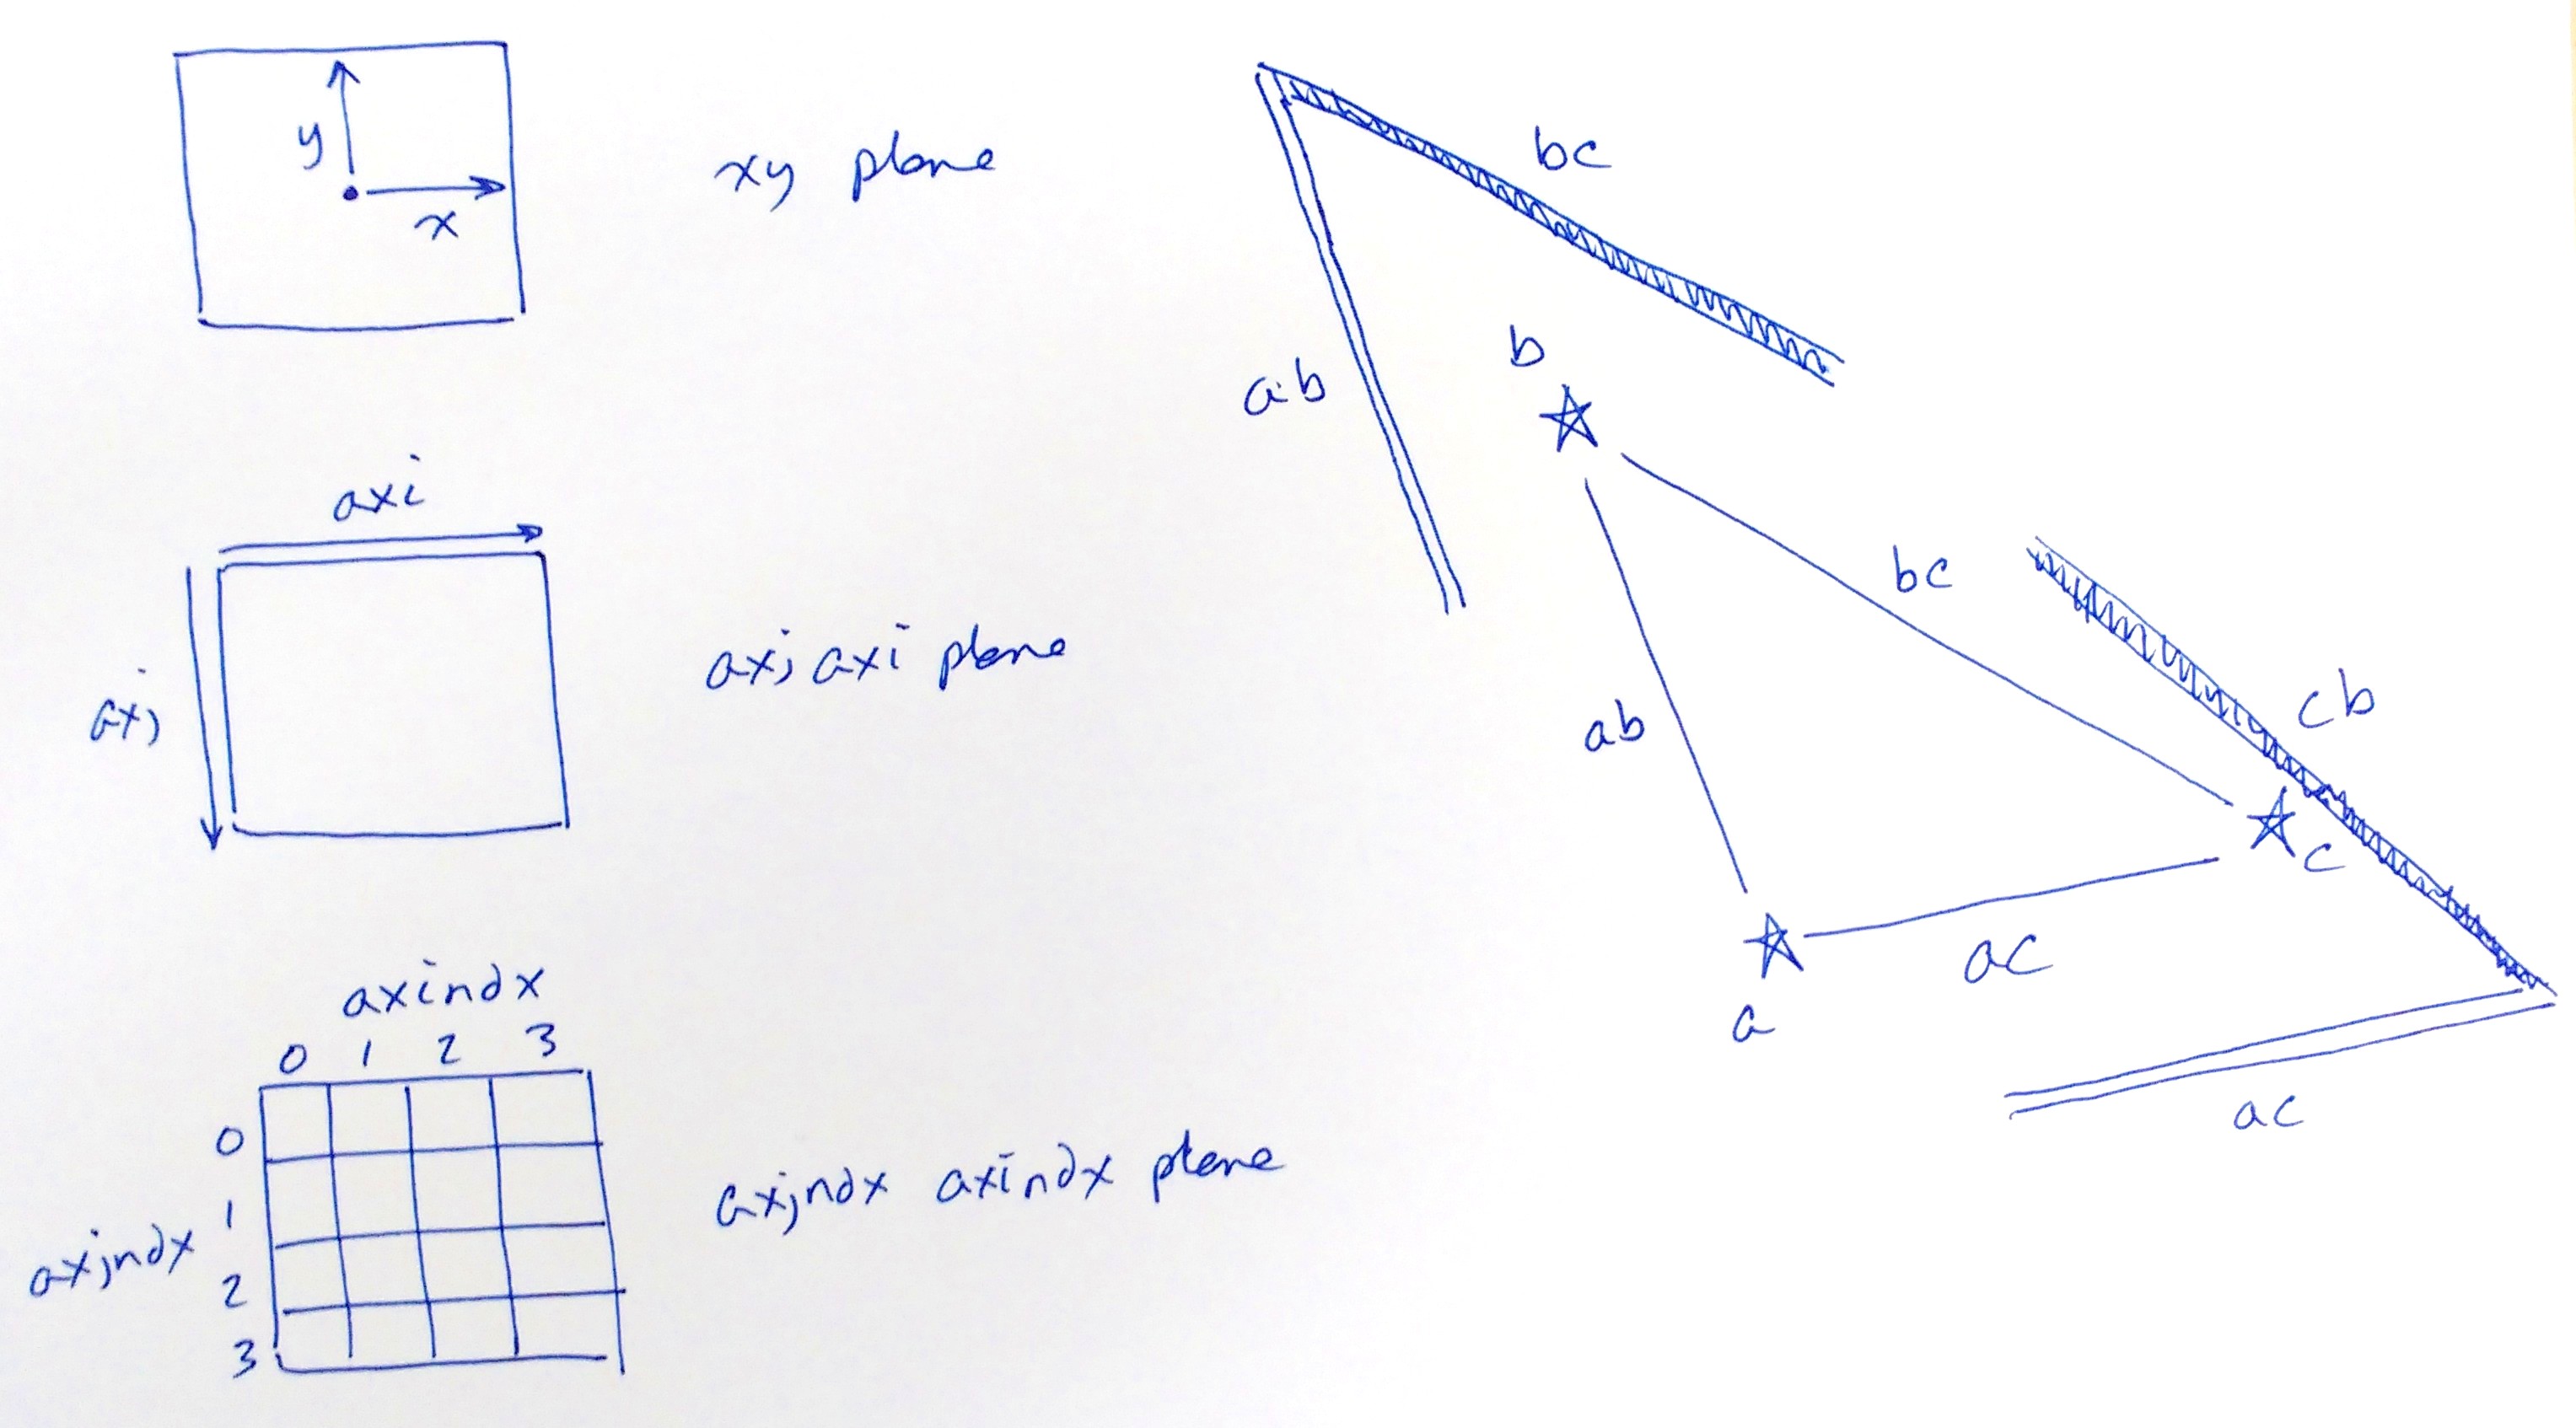 y
x
xy plane
axi
axj
axj axi plane
axindx
0 1 2 3
0
1
2
3
axjndx
axjndx axindx plane
bc
ab
b
bc
ab
cb
c
ac
a
ac